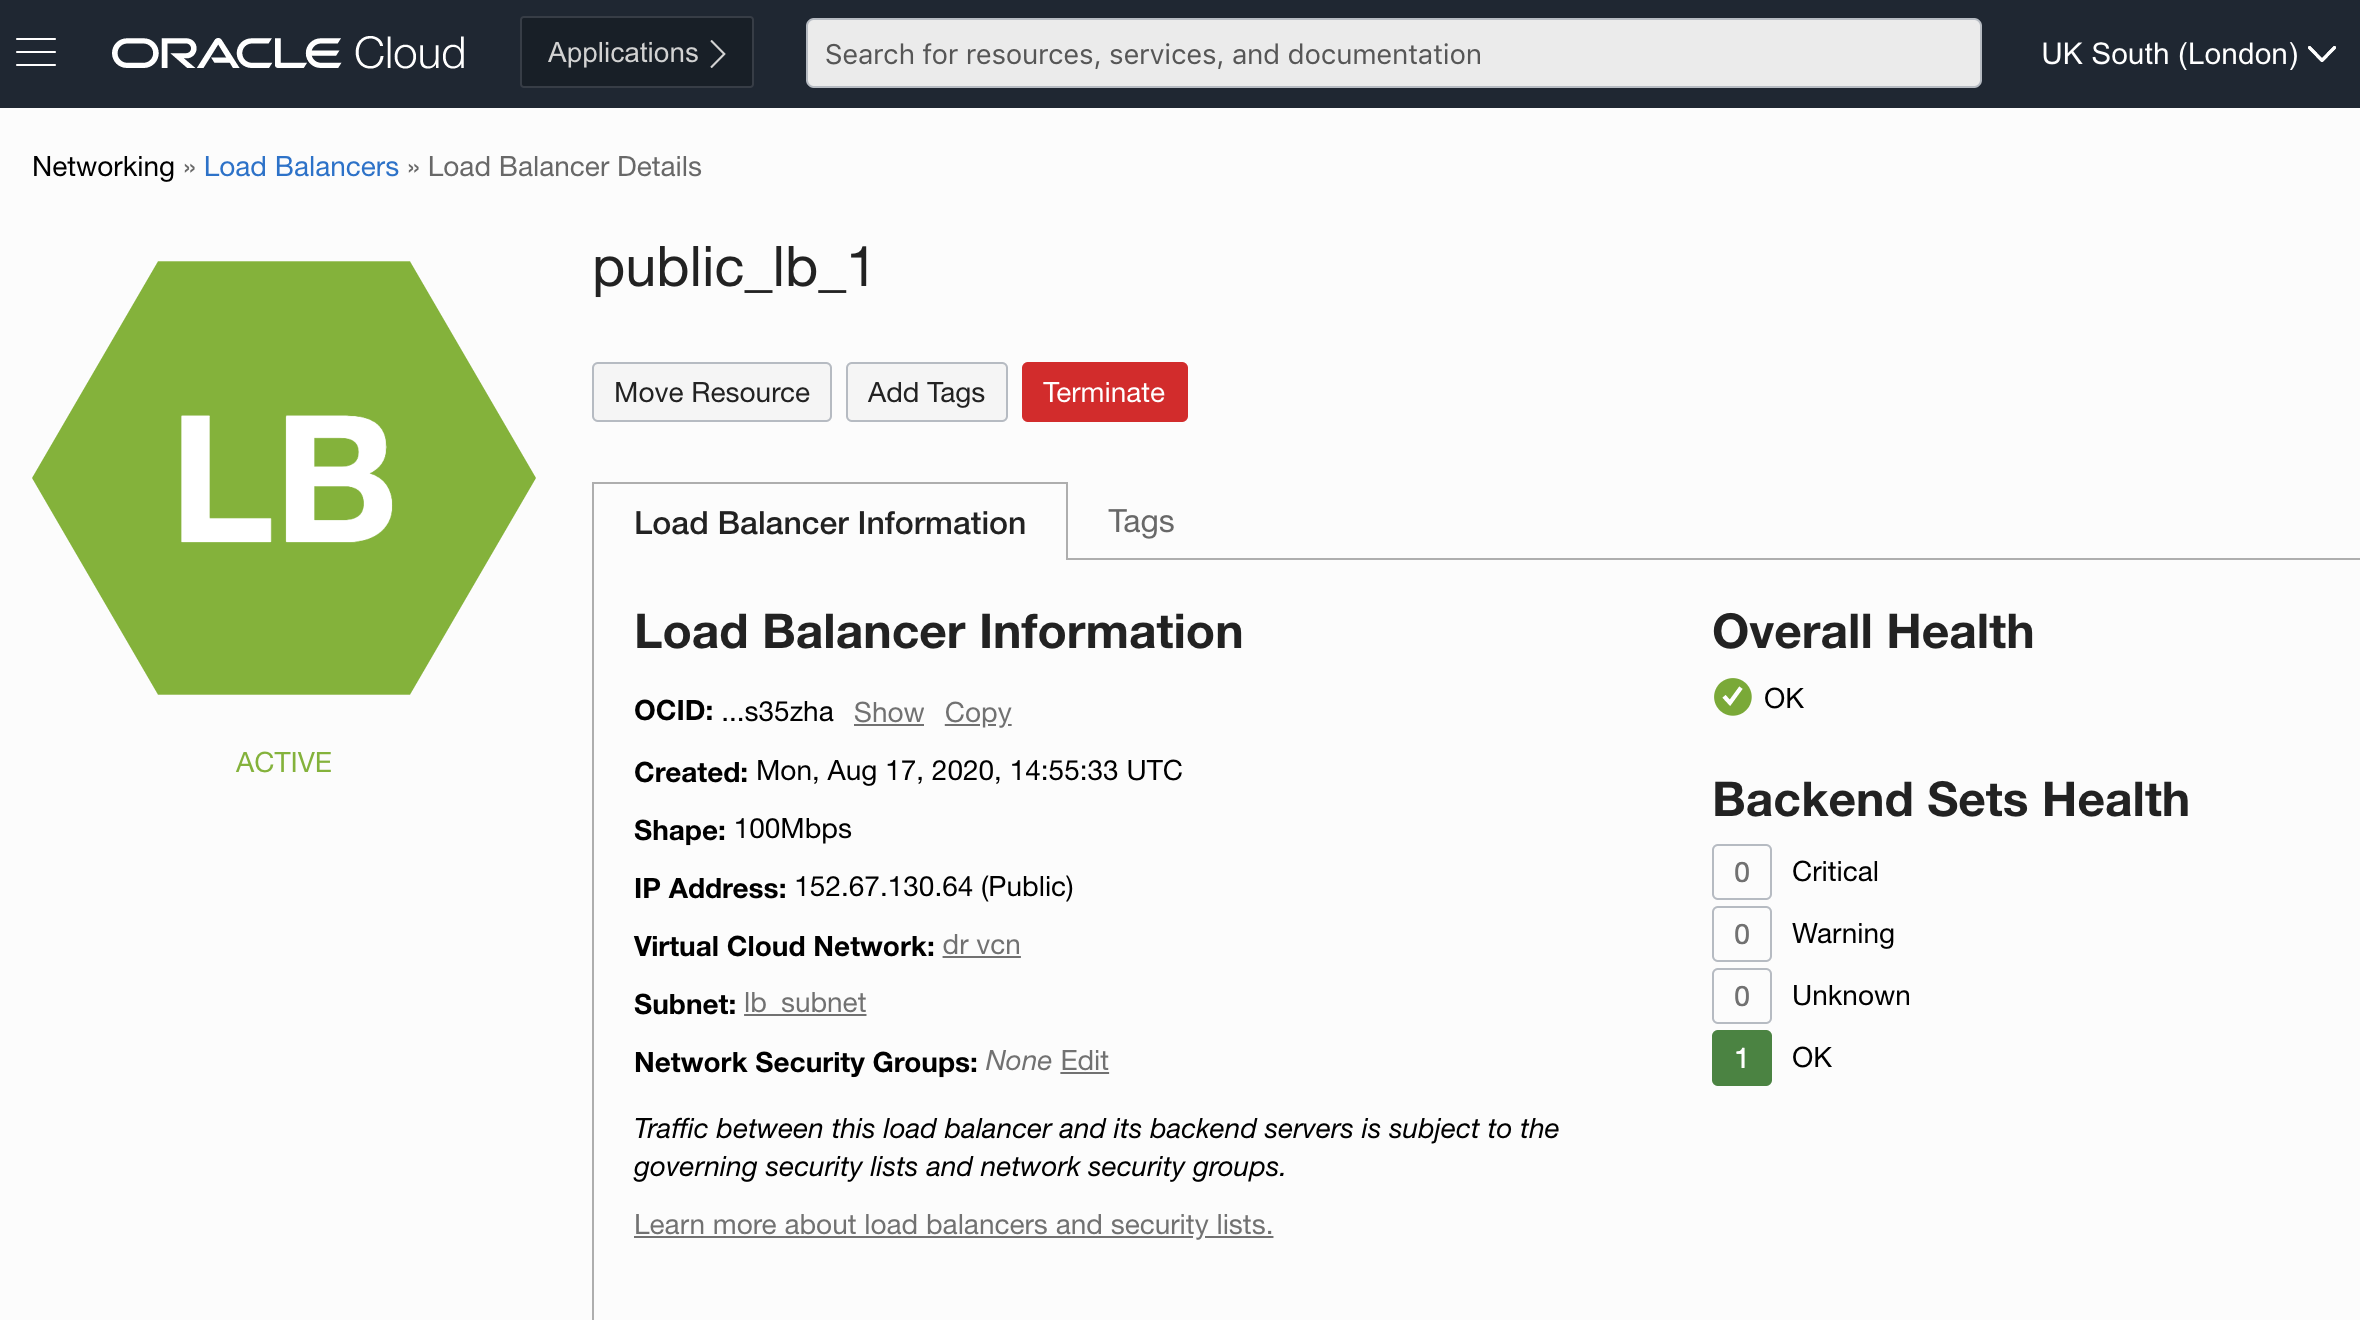 ORACLE Cloud
Applications
Search for resources, services, and documentation
UK South (London)
Networking » Load Balancers » Load Balancer Details
public_lb_1
LB
ACTIVE
Move Resource
Add Tags
Terminate
Load Balancer Information
Tags
Load Balancer Information
OCID: ...s35zha Show Copy
Created: Mon, Aug 17, 2020, 14:55:33 UTC
Shape: 100Mbps
IP Address: 152.67.130.64 (Public)
Virtual Cloud Network: dr vcn
Subnet: lb_subnet
Network Security Groups: None Edit
Traffic between this load balancer and its backend servers is subject to the
governing security lists and network security groups.
Learn more about load balancers and security lists.
Overall Health
OK
Backend Sets Health
0 Critical
0 Warning
0 Unknown
1 OK